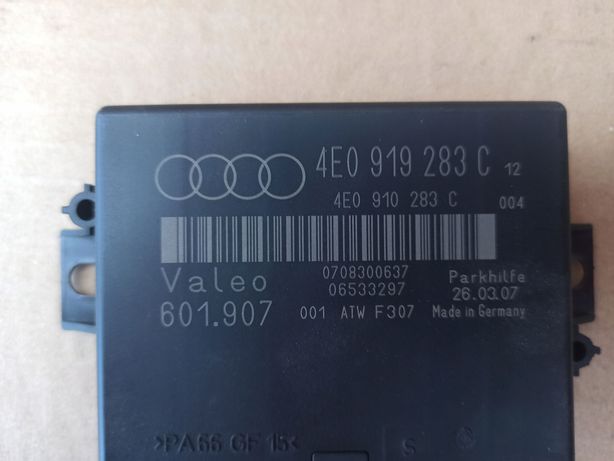 4E0 919 283 C 12
4E0 910 283 C 004
Valeo 0708300637 Parkhilfe
06533297 26.03.07
601.907 001 ATW F307 Made in Germany
>PA66 GF 15< S